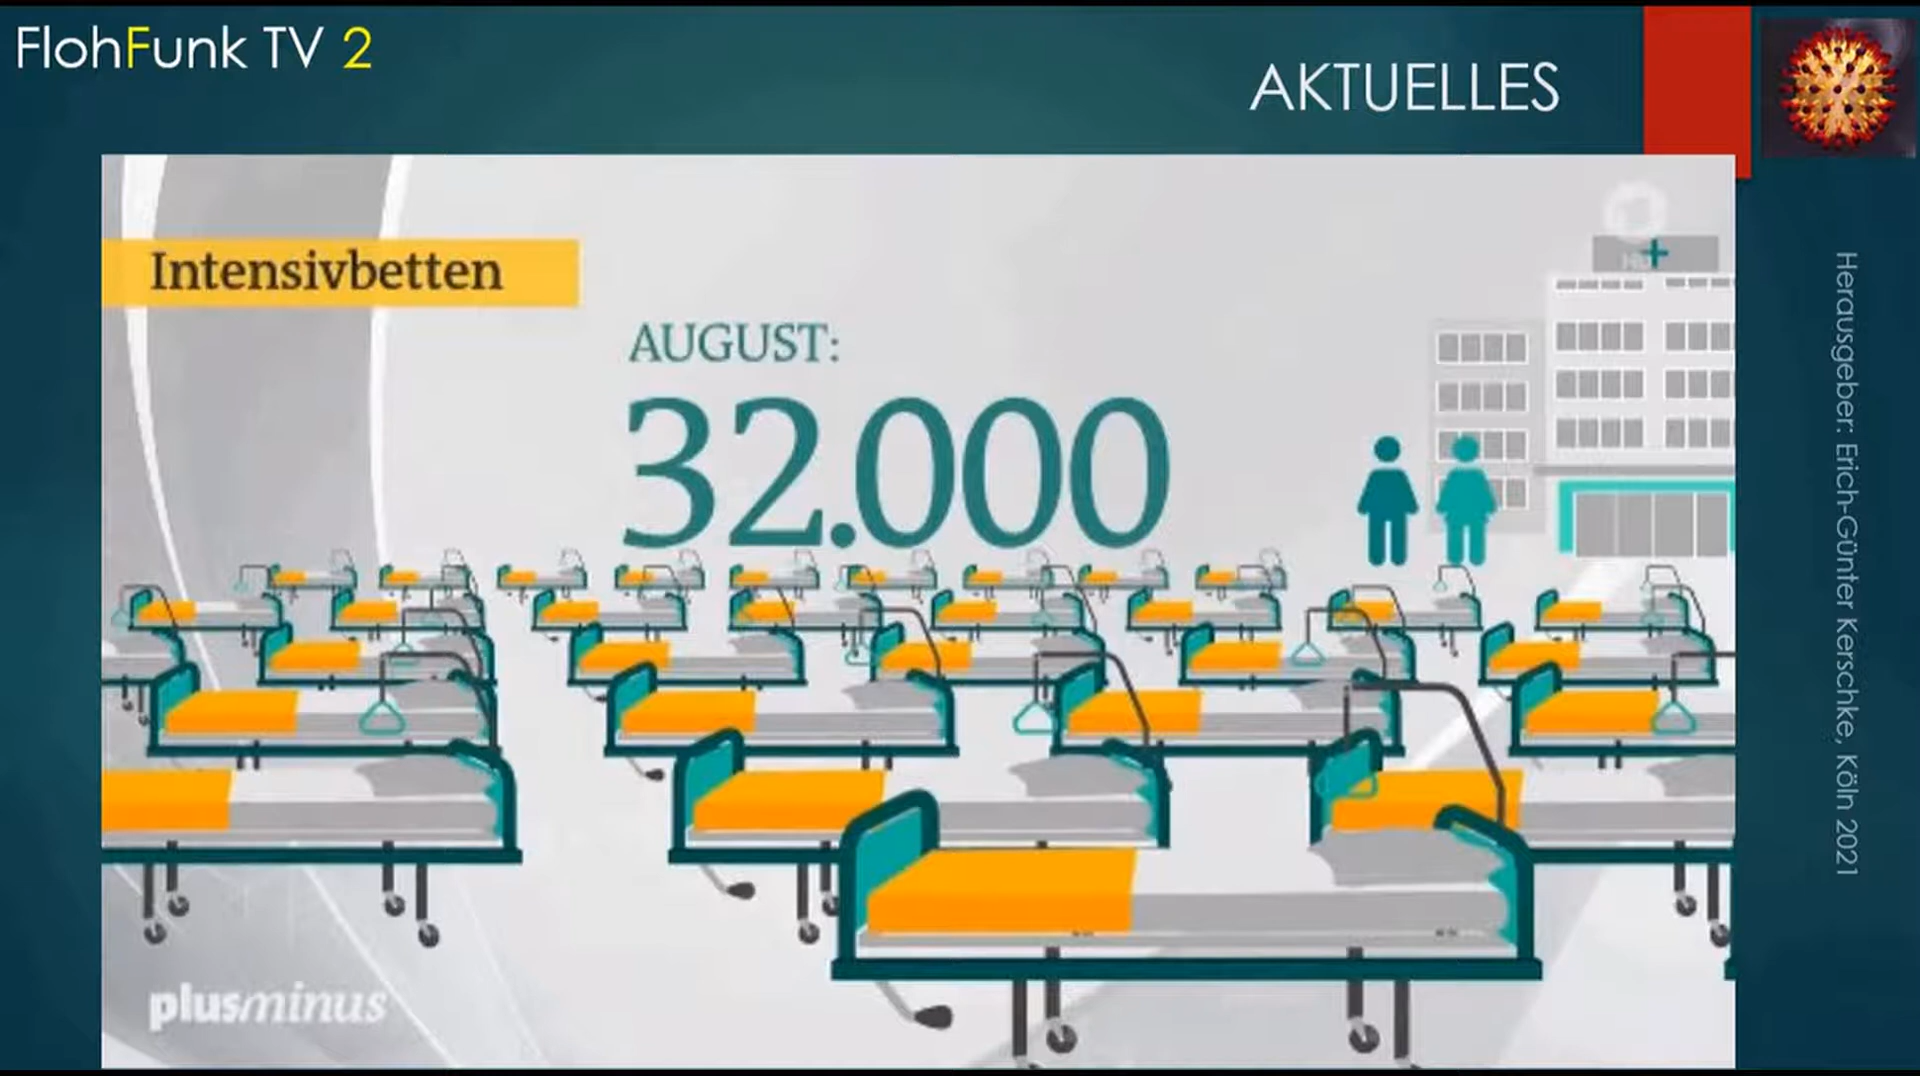 FlohFunk TV 2
AKTUELLES
Intensivbetten
AUGUST:
32.000
plusminus
Herausgeber: Erich-Günter Kerschke, Köln 2021